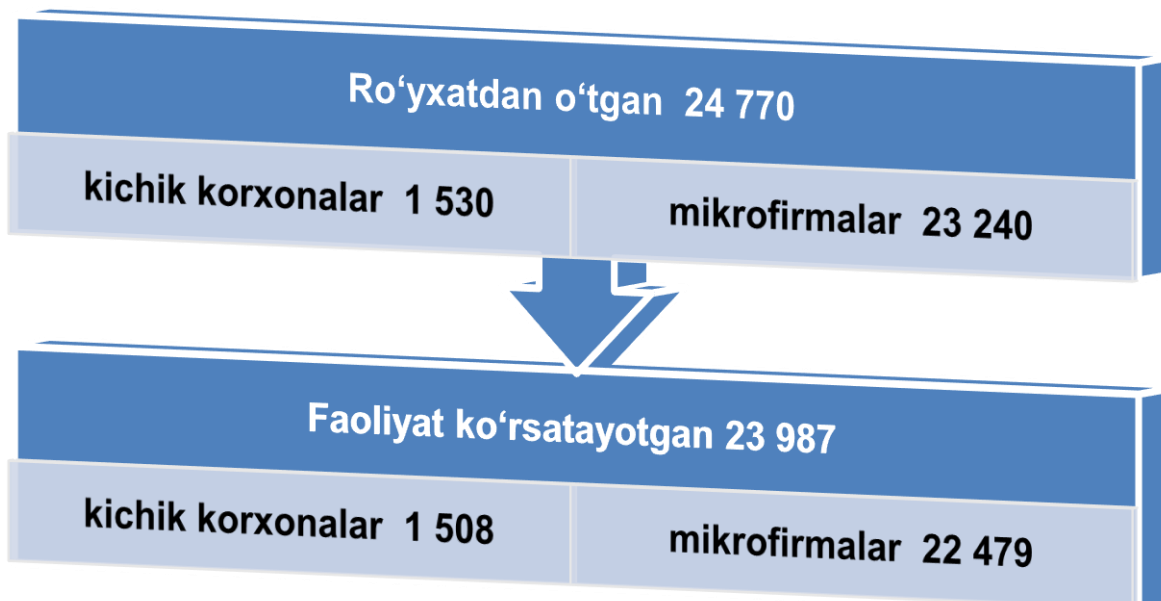 Ro‘yxatdan o‘tgan 24 770
kichik korxonalar 1 530
mikrofirmalar 23 240
Faoliyat ko‘rsatayotgan 23 987
kichik korxonalar 1 508
mikrofirmalar 22 479